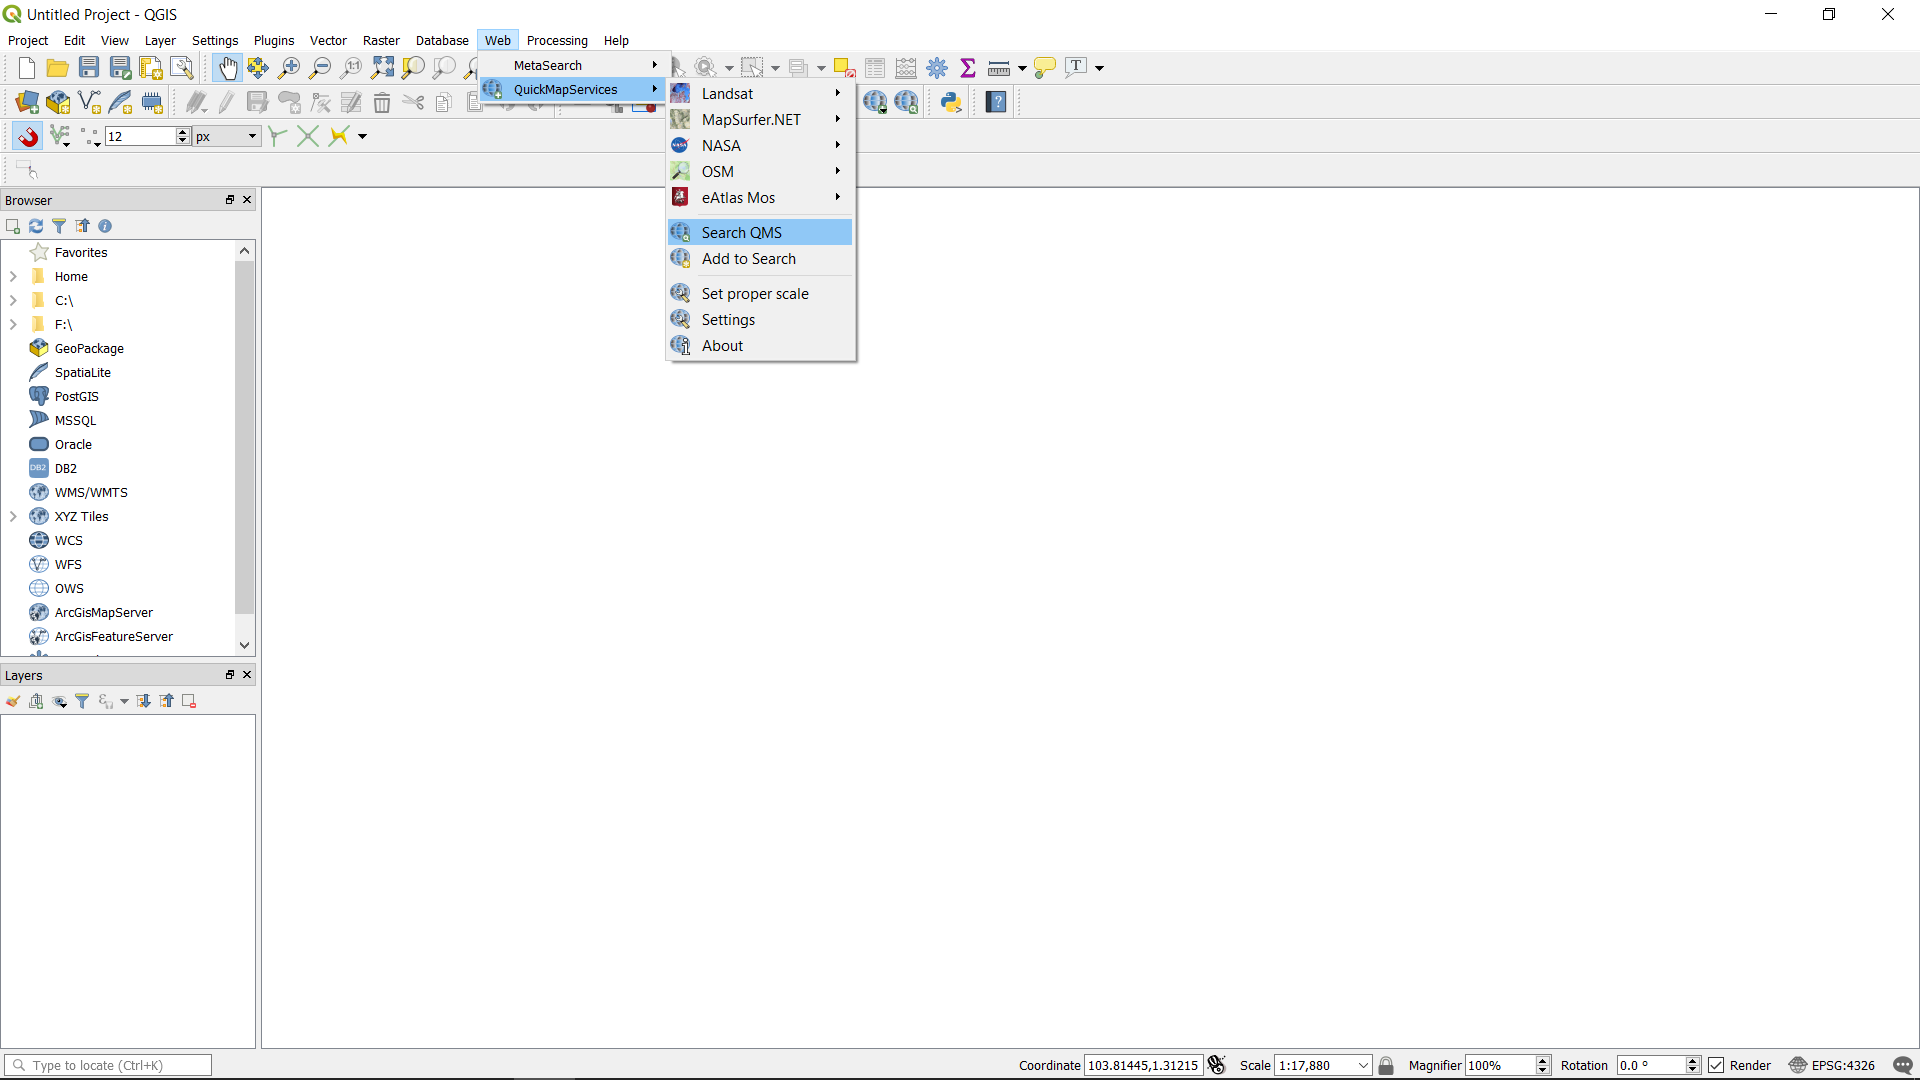 Untitled Project - QGIS
Project Edit View Layer Settings Plugins Vector Raster Database Web Processing Help
MetaSearch
QuickMapServices
Landsat
MapSurfer.NET
NASA
OSM
eAtlas Mos
Search QMS
Add to Search
Set proper scale
Settings
About
12 px
Browser
Favorites
Home
C:\
F:\
GeoPackage
SpatiaLite
PostGIS
MSSQL
Oracle
DB2 DB2
WMS/WMTS
XYZ Tiles
WCS
WFS
OWS
ArcGisMapServer
ArcGisFeatureServer
Layers
Type to locate (Ctrl+K)
Coordinate 103.81445,1.31215 Scale 1:17,880 Magnifier 100% Rotation 0.0 ° Render EPSG:4326